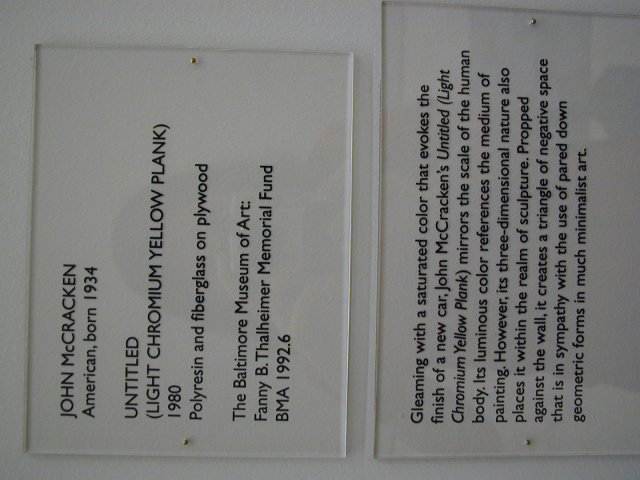 JOHN McCRACKEN
American, born 1934
UNTITLED
(LIGHT CHROMIUM YELLOW PLANK)
1980
Polyresin and fiberglass on plywood
The Baltimore Museum of Art:
Fanny B. Thalheimer Memorial Fund
BMA 1992.6
Gleaming with a saturated color that evokes the
finish of a new car, John McCracken's Untitled (Light
Chromium Yellow Plank) mirrors the scale of the human
body. Its luminous color references the medium of
painting. However, its three-dimensional nature also
places it within the realm of sculpture. Propped
against the wall, it creates a triangle of negative space
that is in sympathy with the use of pared down
geometric forms in much minimalist art.